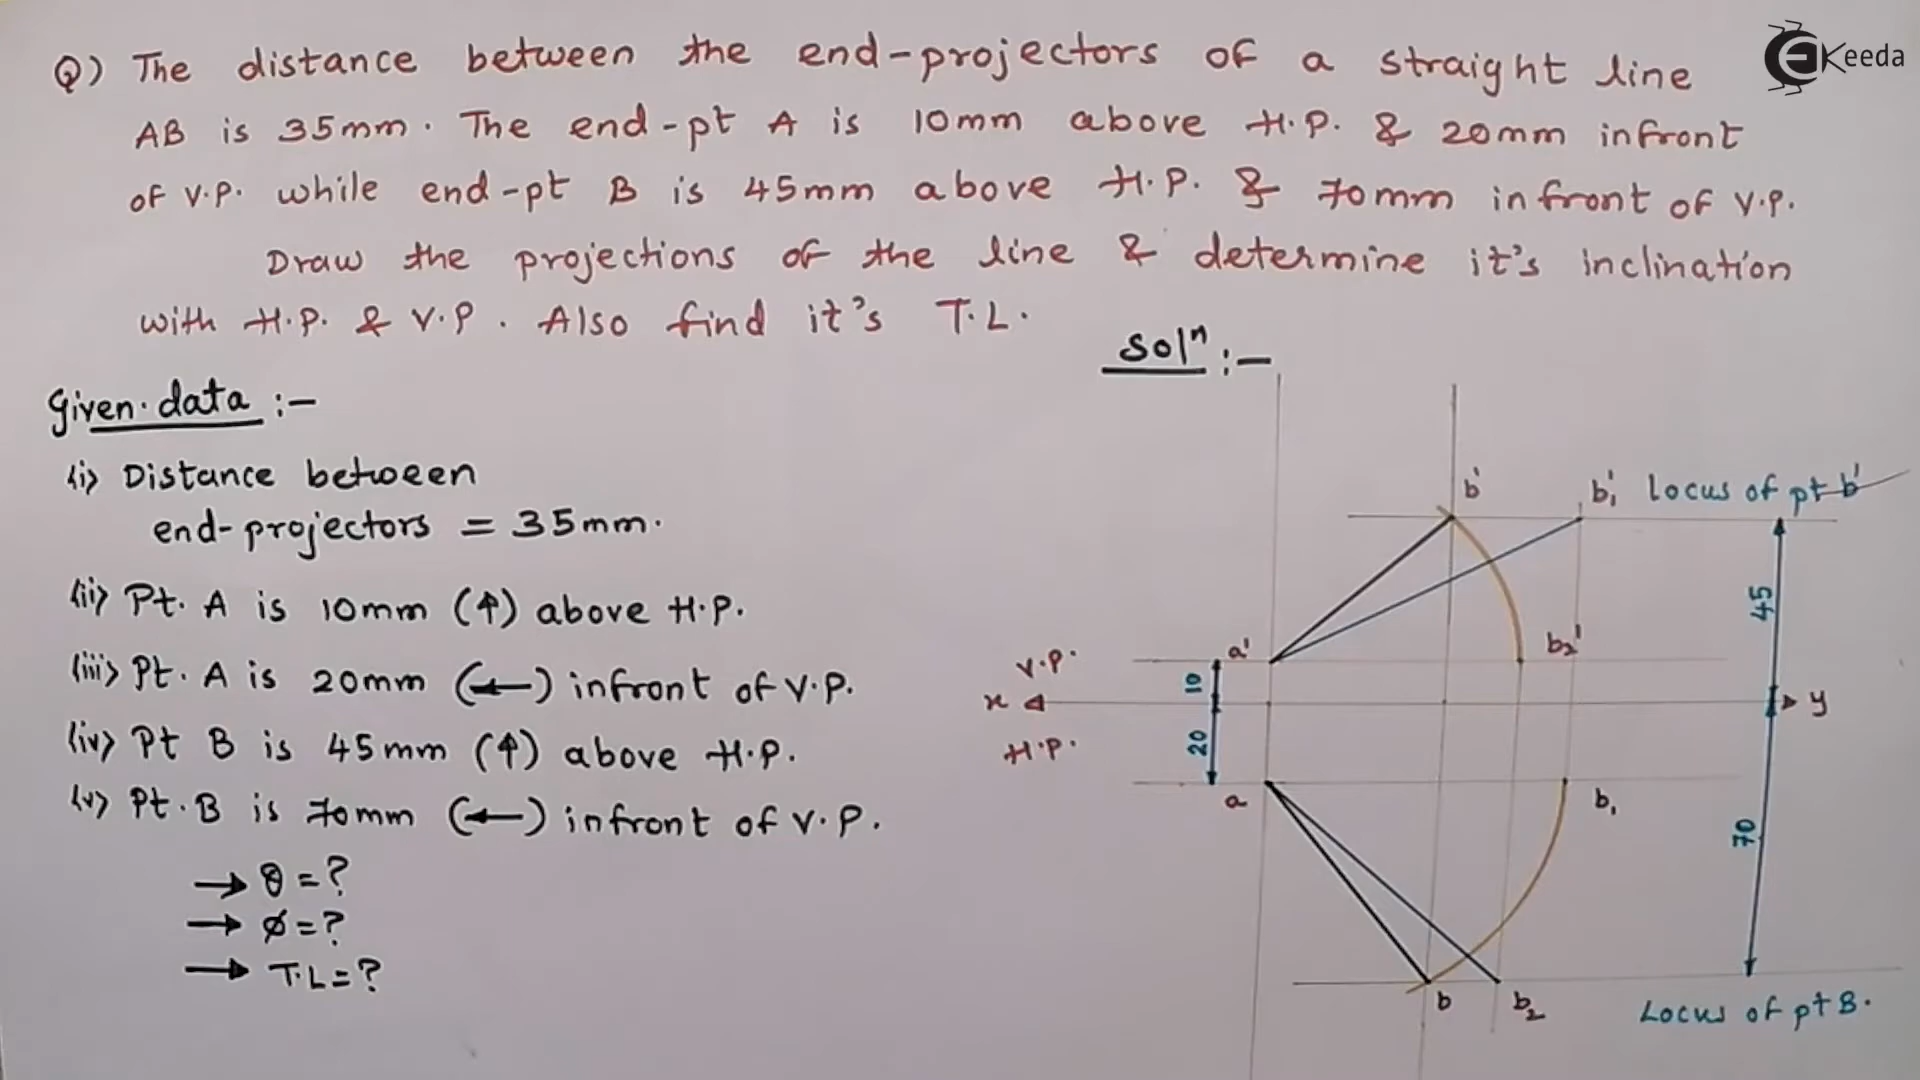 Q) The distance between the end-projectors of a straight line
AB is 35mm. The end-pt A is 10mm above H.P. & 20mm infront
of V.P. while end-pt B is 45mm above H.P. & 70mm infront of V.P.
Draw the projections of the line & determine it's inclination
with H.P. & V.P. Also find it's T.L.
EKeeda
Given data :-
(i) Distance between
end-projectors = 35mm.
(ii) Pt. A is 10mm (↑) above H.P.
(iii) Pt. A is 20mm (←) infront of V.P.
(iv) Pt B is 45mm (↑) above H.P.
(v) Pt. B is 70mm (←) infront of V.P.
→ θ = ?
→ ø = ?
→ T.L = ?
Solⁿ :-
b' b₁' Locus of pt b'
45
a' b₂'
V.P.
10
x y
H.P.
20
a b₁
70
b b₂ Locus of pt B.